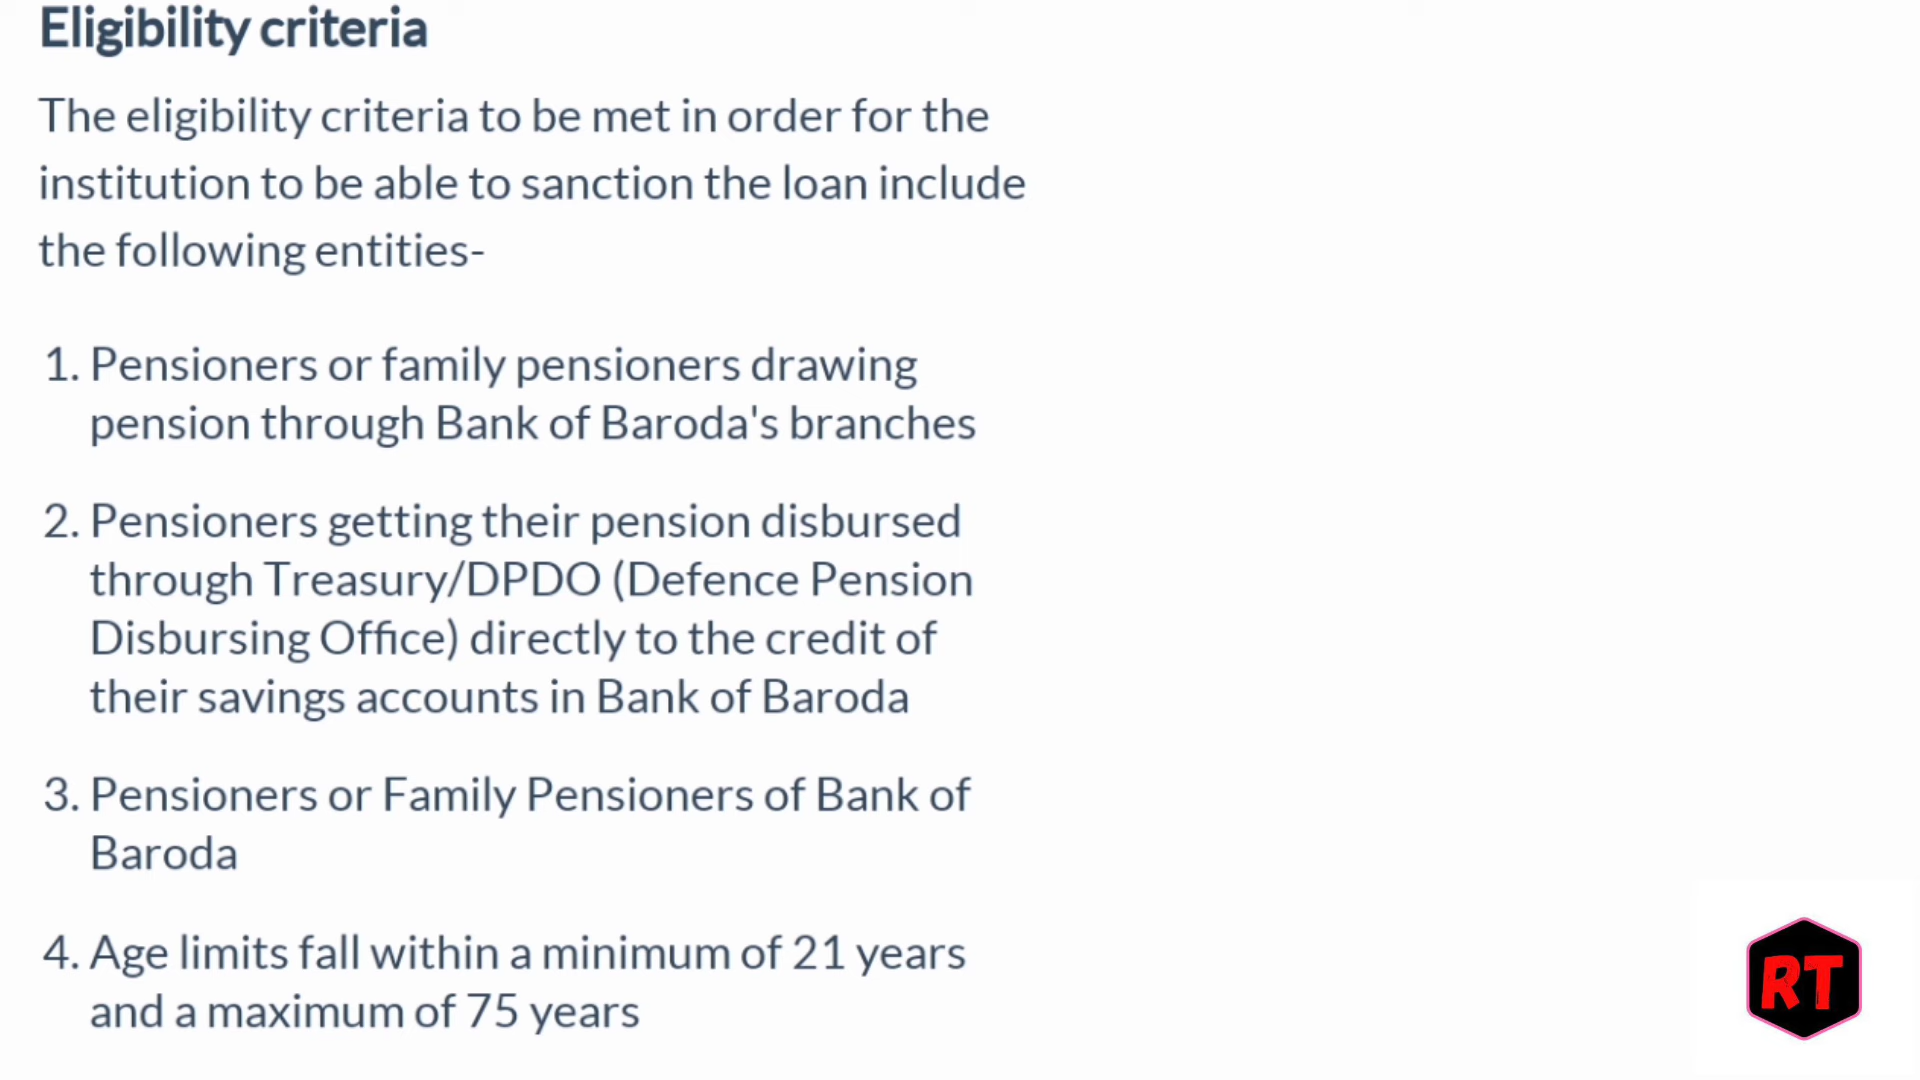 Eligibility criteria
The eligibility criteria to be met in order for the
institution to be able to sanction the loan include
the following entities-
1. Pensioners or family pensioners drawing
pension through Bank of Baroda's branches
2. Pensioners getting their pension disbursed
through Treasury/DPDO (Defence Pension
Disbursing Office) directly to the credit of
their savings accounts in Bank of Baroda
3. Pensioners or Family Pensioners of Bank of
Baroda
4. Age limits fall within a minimum of 21 years
and a maximum of 75 years
RT